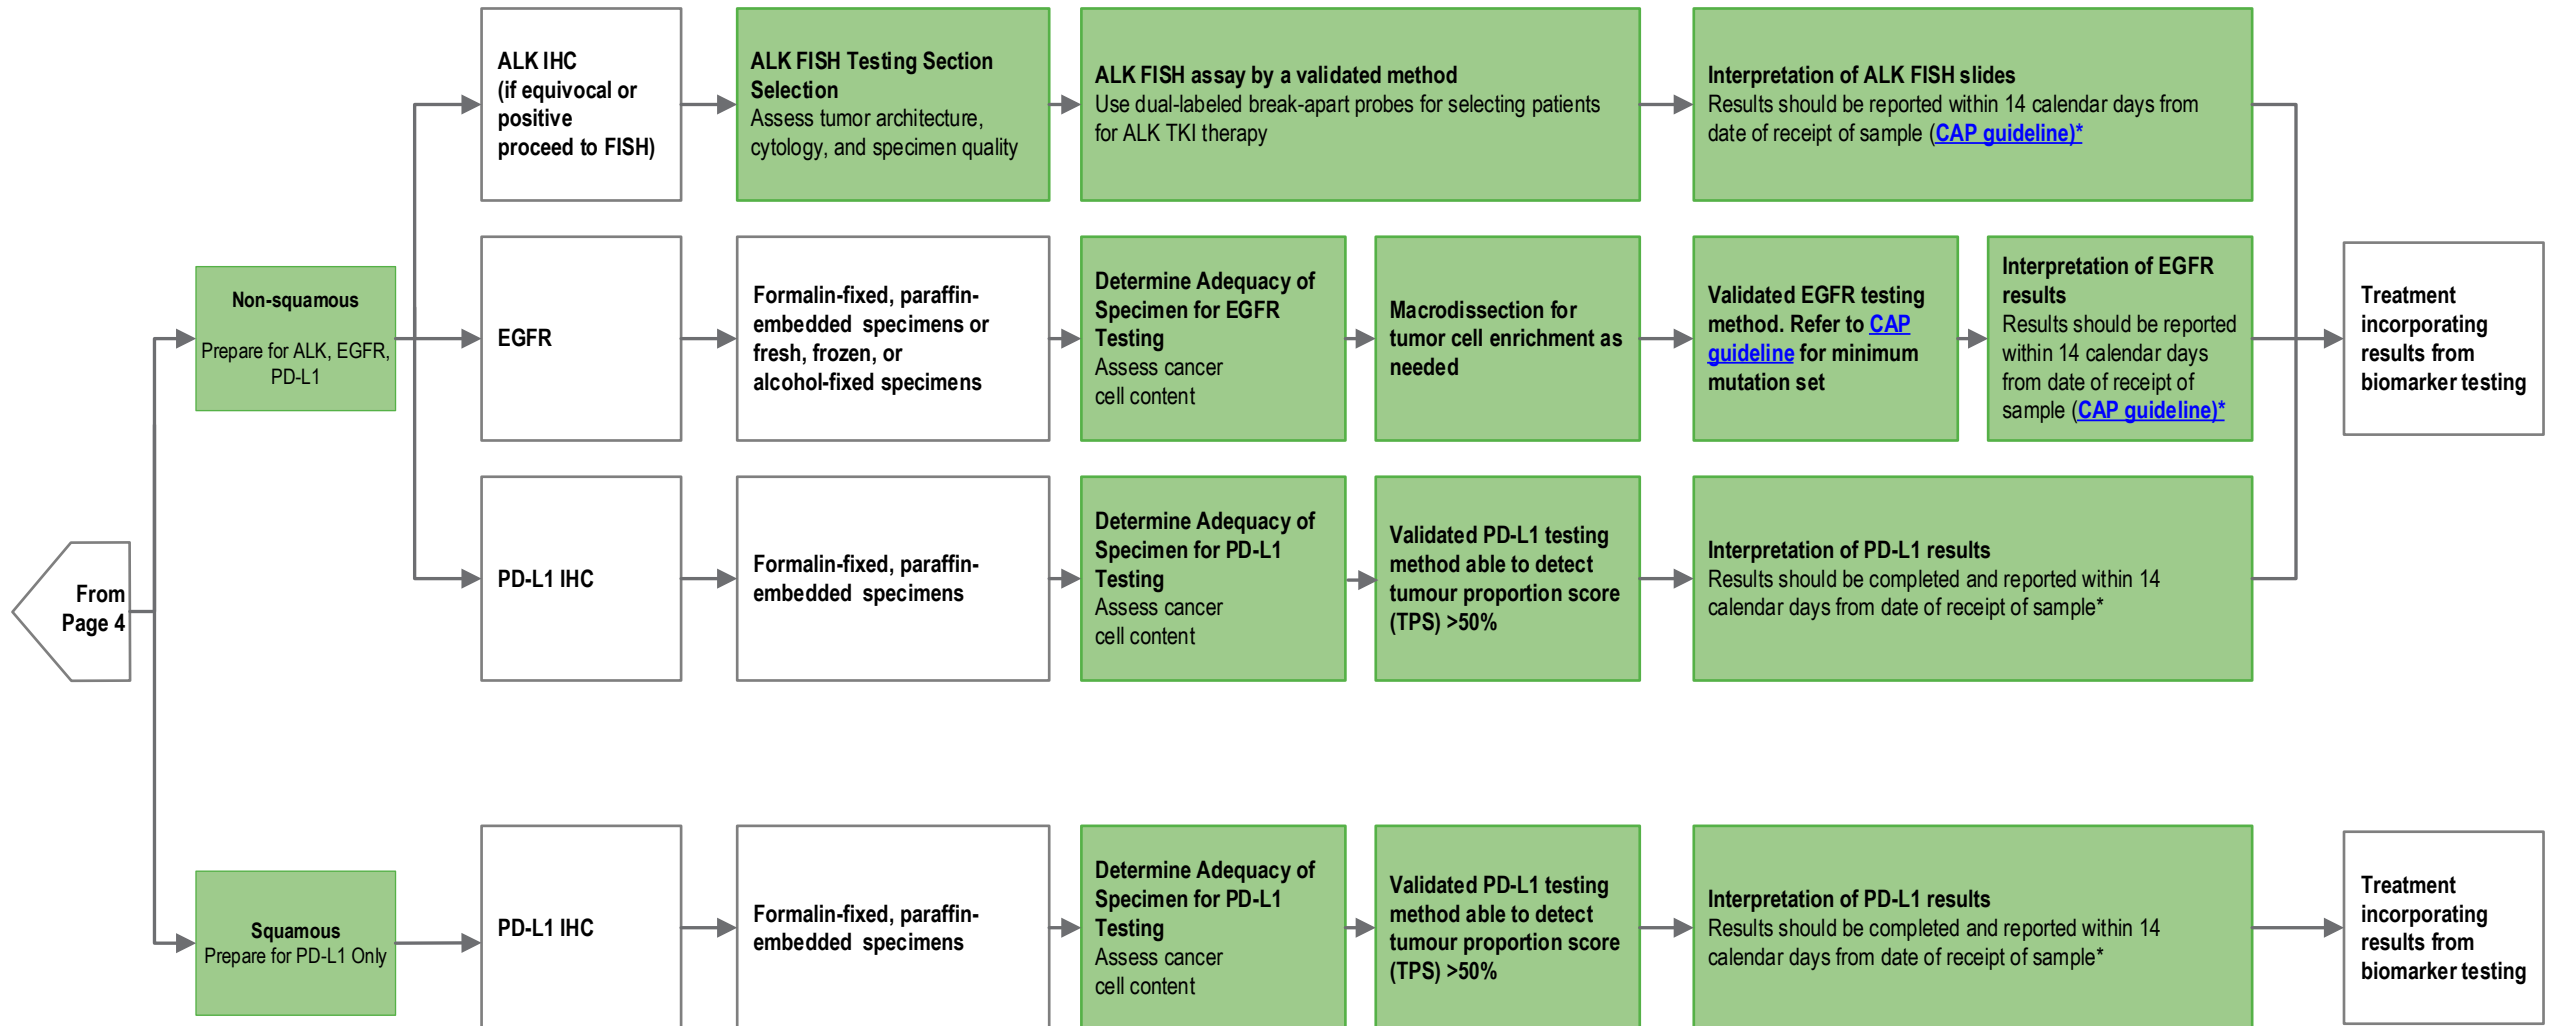 From
Page 4
Non-squamous
Prepare for ALK, EGFR,
PD-L1
ALK IHC
(if equivocal or
positive
proceed to FISH)
ALK FISH Testing Section
Selection
Assess tumor architecture,
cytology, and specimen quality
ALK FISH assay by a validated method
Use dual-labeled break-apart probes for selecting patients
for ALK TKI therapy
Interpretation of ALK FISH slides
Results should be reported within 14 calendar days from
date of receipt of sample (CAP guideline)*
EGFR
Formalin-fixed, paraffin-
embedded specimens or
fresh, frozen, or
alcohol-fixed specimens
Determine Adequacy of
Specimen for EGFR
Testing
Assess cancer
cell content
Macrodissection for
tumor cell enrichment as
needed
Validated EGFR testing
method. Refer to CAP
guideline for minimum
mutation set
Interpretation of EGFR
results
Results should be reported
within 14 calendar days
from date of receipt of
sample (CAP guideline)*
Treatment
incorporating
results from
biomarker testing
PD-L1 IHC
Formalin-fixed, paraffin-
embedded specimens
Determine Adequacy of
Specimen for PD-L1
Testing
Assess cancer
cell content
Validated PD-L1 testing
method able to detect
tumour proportion score
(TPS) >50%
Interpretation of PD-L1 results
Results should be completed and reported within 14
calendar days from date of receipt of sample*
Squamous
Prepare for PD-L1 Only
PD-L1 IHC
Formalin-fixed, paraffin-
embedded specimens
Determine Adequacy of
Specimen for PD-L1
Testing
Assess cancer
cell content
Validated PD-L1 testing
method able to detect
tumour proportion score
(TPS) >50%
Interpretation of PD-L1 results
Results should be completed and reported within 14
calendar days from date of receipt of sample*
Treatment
incorporating
results from
biomarker testing